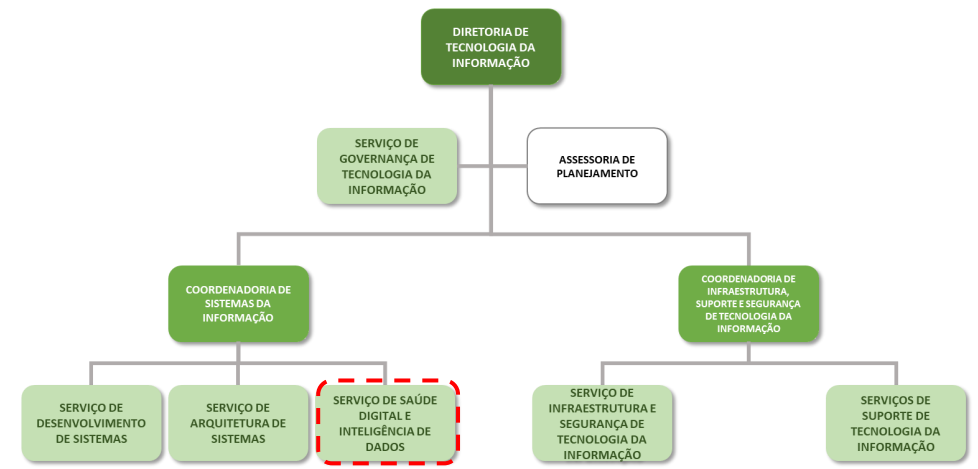 DIRETORIA DE
TECNOLOGIA DA
INFORMAÇÃO
SERVIÇO DE
GOVERNANÇA DE
TECNOLOGIA DA
INFORMAÇÃO
ASSESSORIA DE
PLANEJAMENTO
COORDENADORIA DE
SISTEMAS DA
INFORMAÇÃO
COORDENADORIA DE
INFRAESTRUTURA,
SUPORTE E SEGURANÇA
DE TECNOLOGIA DA
INFORMAÇÃO
SERVIÇO DE
DESENVOLVIMENTO
DE SISTEMAS
SERVIÇO DE
ARQUITETURA DE
SISTEMAS
SERVIÇO DE SAÚDE
DIGITAL E
INTELIGÊNCIA DE
DADOS
SERVIÇO DE
INFRAESTRUTURA E
SEGURANÇA DE
TECNOLOGIA DA
INFORMAÇÃO
SERVIÇOS DE
SUPORTE DE
TECNOLOGIA DA
INFORMAÇÃO